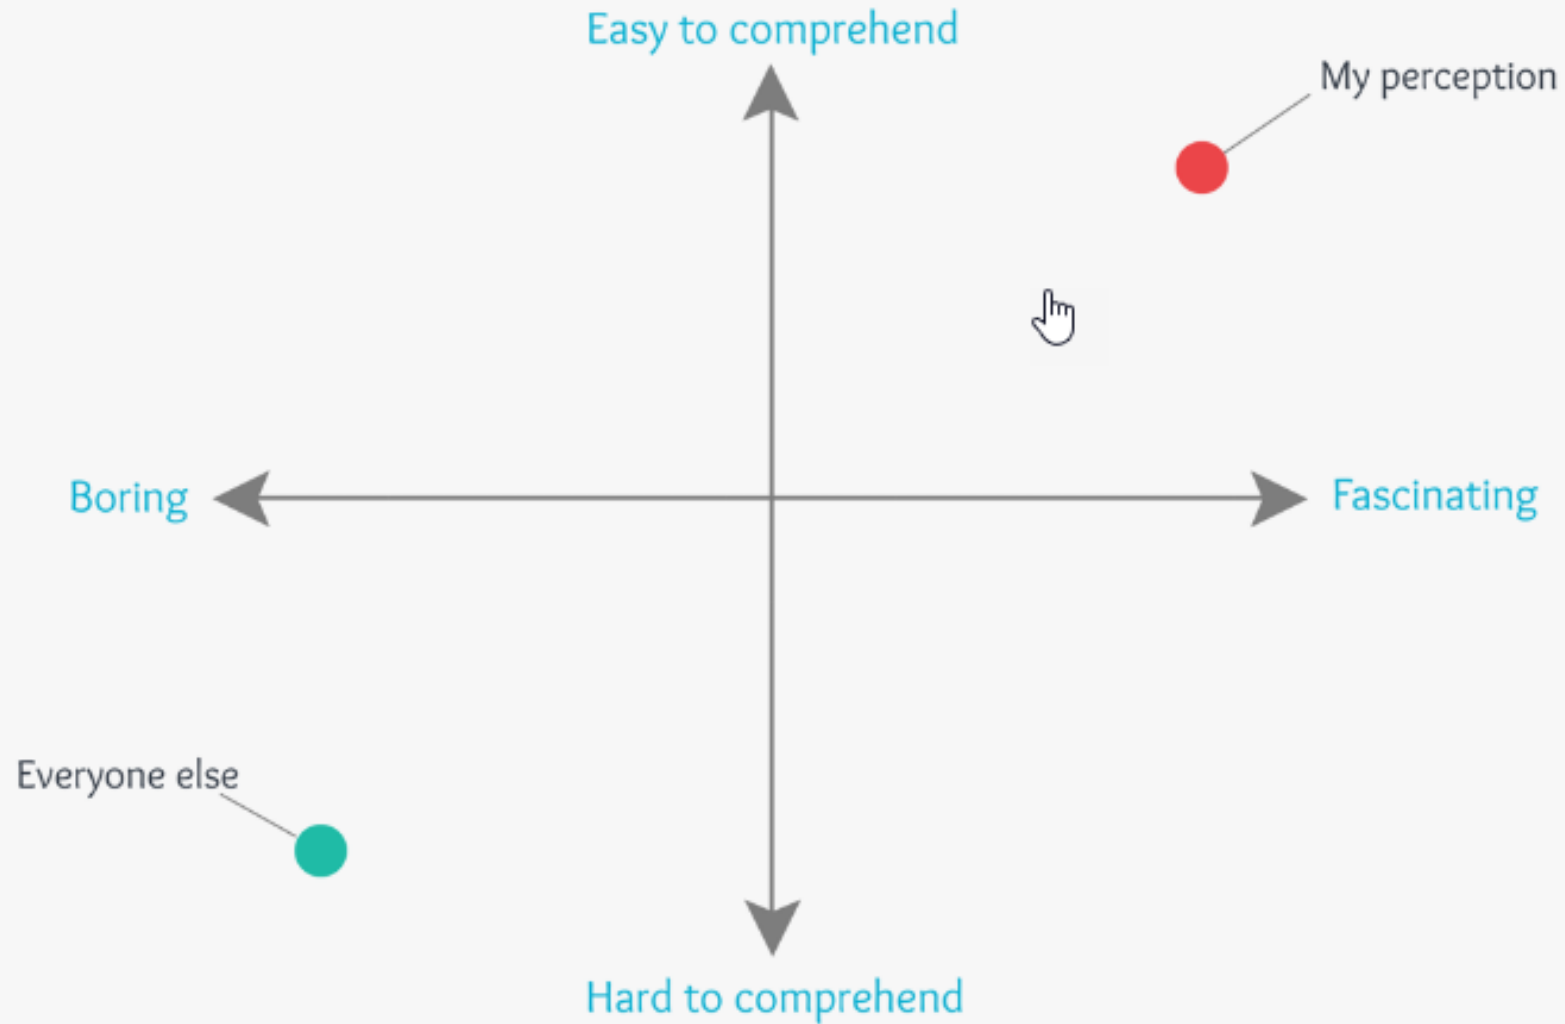 Easy to comprehend
My perception
Boring
Fascinating
Everyone else
Hard to comprehend